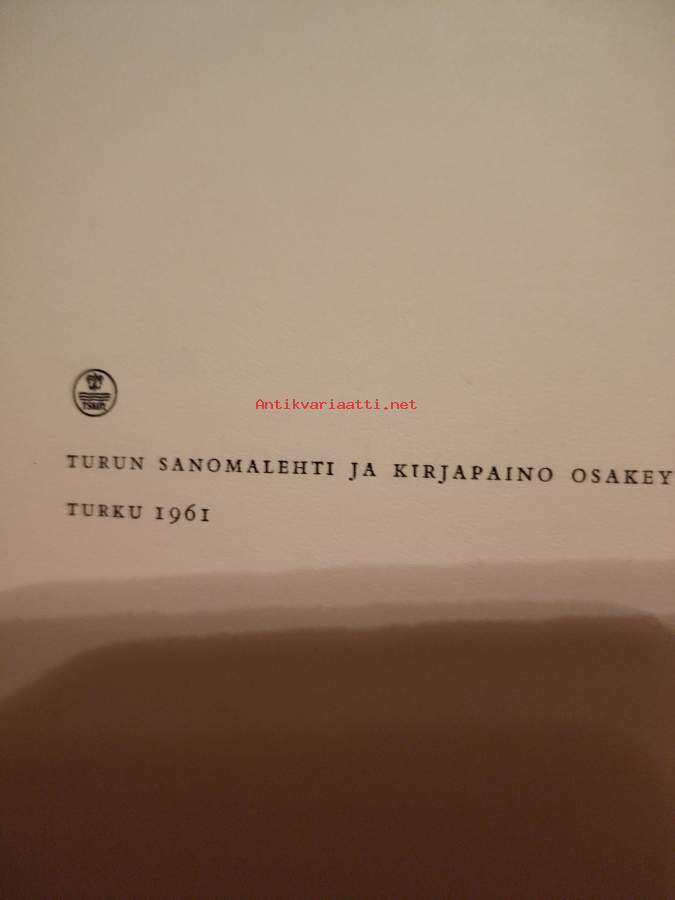 Antikvariaatti.net
TURUN SANOMALEHTI JA KIRJAPAINO OSAKEY
TURKU 1961